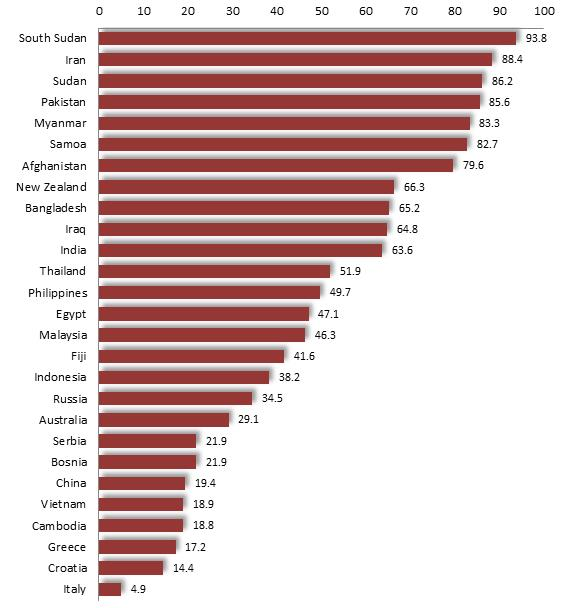 0 10 20 30 40 50 60 70 80 90 100
South Sudan 93.8
Iran 88.4
Sudan 86.2
Pakistan 85.6
Myanmar 83.3
Samoa 82.7
Afghanistan 79.6
New Zealand 66.3
Bangladesh 65.2
Iraq 64.8
India 63.6
Thailand 51.9
Philippines 49.7
Egypt 47.1
Malaysia 46.3
Fiji 41.6
Indonesia 38.2
Russia 34.5
Australia 29.1
Serbia 21.9
Bosnia 21.9
China 19.4
Vietnam 18.9
Cambodia 18.8
Greece 17.2
Croatia 14.4
Italy 4.9